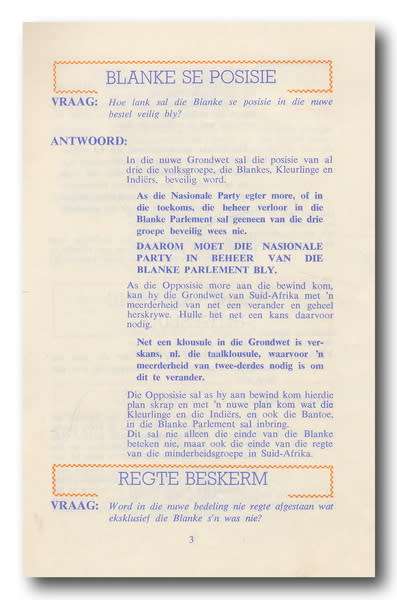 BLANKE SE POSISIE
VRAAG: Hoe lank sal die Blanke se posisie in die nuwe
bestel veilig bly?
ANTWOORD:
In die nuwe Grondwet sal die posisie van al
drie die volksgroepe, die Blankes, Kleurlinge en
Indiërs, beveilig word.
As die Nasionale Party egter more, of in
die toekoms, die beheer verloor in die
Blanke Parlement sal geeneen van die drie
groepe beveilig wees nie.
DAAROM MOET DIE NASIONALE
PARTY IN BEHEER VAN DIE
BLANKE PARLEMENT BLY.
As die Opposisie more aan die bewind kom,
kan hy die Grondwet van Suid-Afrika met 'n
meerderheid van net een verander en geheel
herskrywe. Hulle het net een kans daarvoor
nodig.
Net een klousule in die Grondwet is ver-
skans, nl. die taalklousule, waarvoor 'n
meerderheid van twee-derdes nodig is om
dit te verander.
Die Opposisie sal as hy aan bewind kom hierdie
plan skrap en met 'n nuwe plan kom wat die
Kleurlinge en die Indiërs, en ook die Bantoe,
in die Blanke Parlement sal inbring.
Dit sal nie alleen die einde van die Blanke
beteken nie, maar ook die einde van die regte
van die minderheidsgroepe in Suid-Afrika.
REGTE BESKERM
VRAAG: Word in die nuwe bedeling nie regte afgestaan wat
eksklusief die Blanke s'n was nie?
3